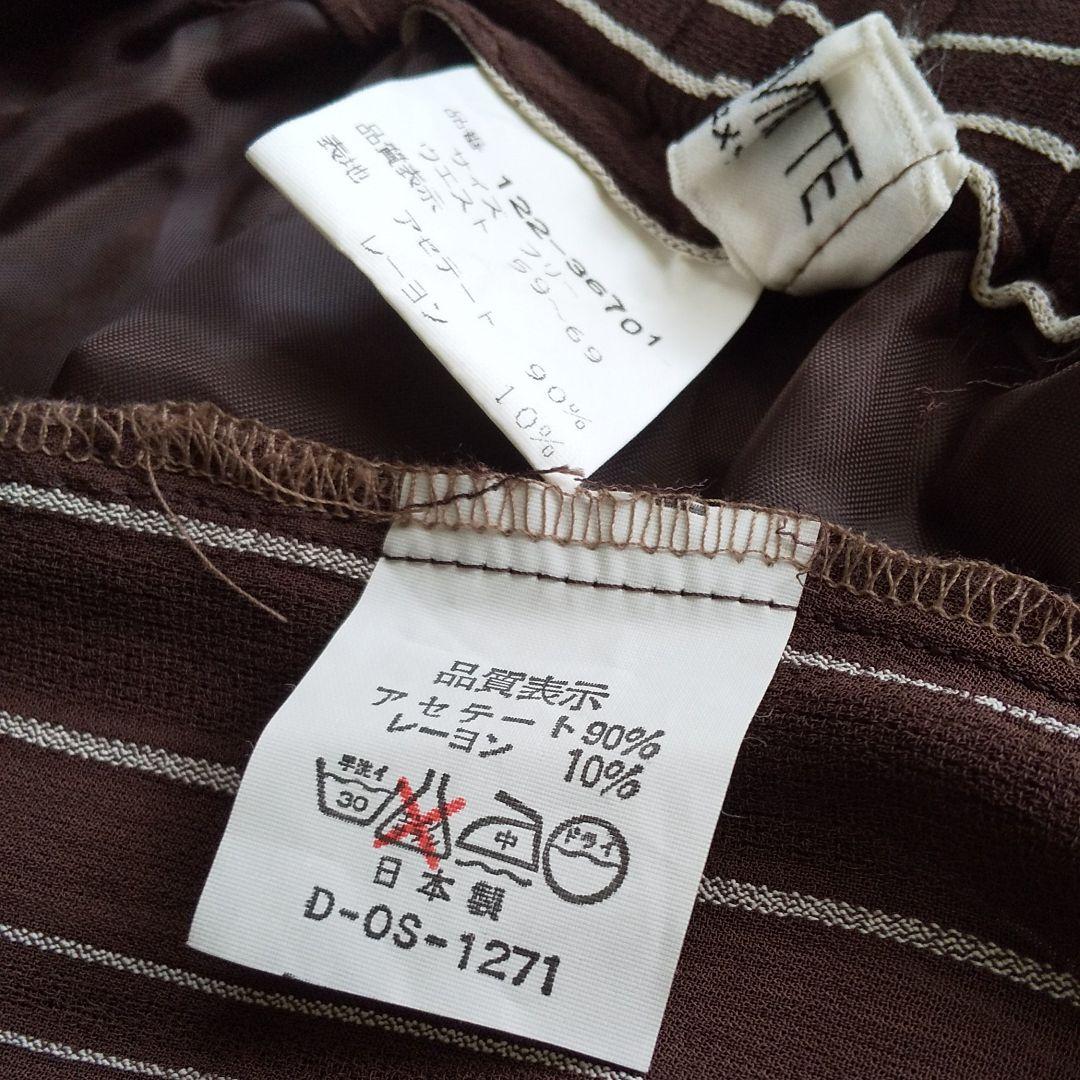 品番 122-36701
サイズ フリー
ウエスト 59〜69
品質表示
表地 アセテート 90%
レーヨン 10%
品質表示
アセテート90%
レーヨン 10%
手洗イ
30
中
ドライ
日本製
D-OS-1271